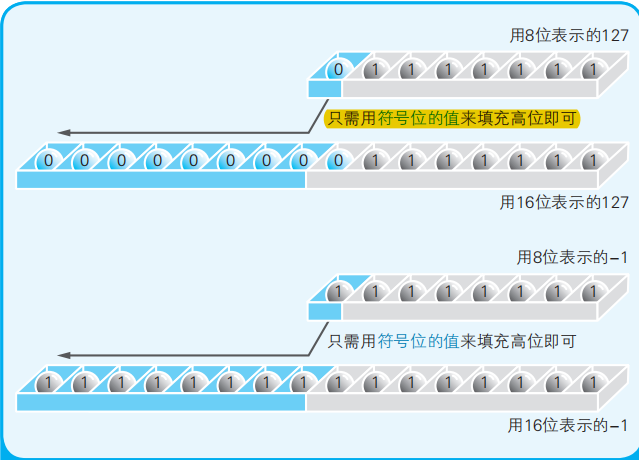 用8位表示的127
0 1 1 1 1 1 1 1
只需用符号位的值来填充高位即可
0 0 0 0 0 0 0 0 0 1 1 1 1 1 1 1
用16位表示的127
用8位表示的–1
1 1 1 1 1 1 1 1
只需用符号位的值来填充高位即可
1 1 1 1 1 1 1 1 1 1 1 1 1 1 1 1
用16位表示的–1